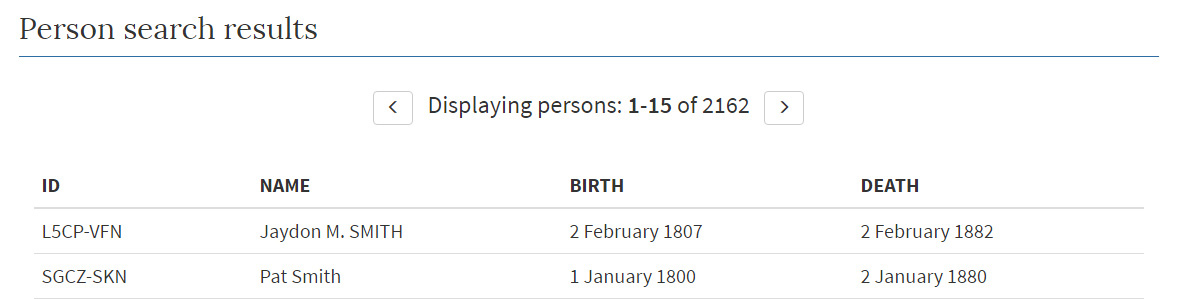 Person search results
Displaying persons: 1-15 of 2162
ID NAME BIRTH DEATH
L5CP-VFN Jaydon M. SMITH 2 February 1807 2 February 1882
SGCZ-SKN Pat Smith 1 January 1800 2 January 1880